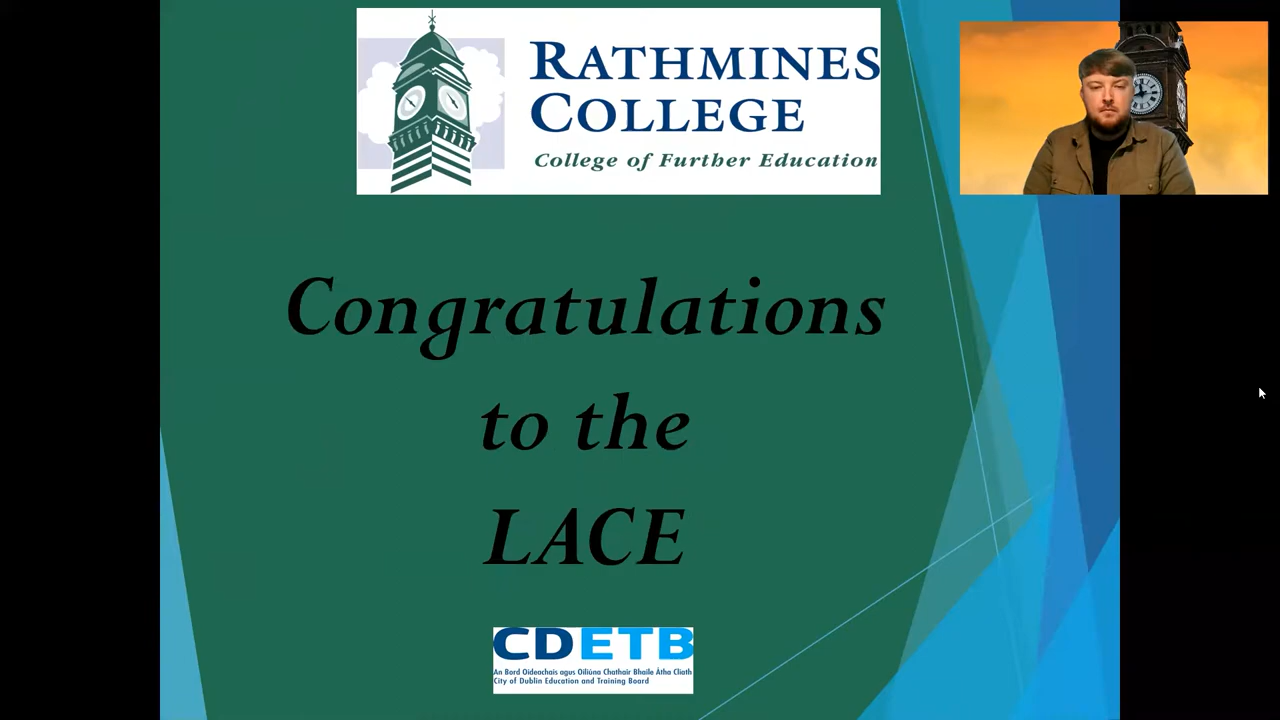 RATHMINES
COLLEGE
College of Further Education
Congratulations
to the
LACE
CDETB
An Bord Oideachais agus Oiliúna Chathair Bhaile Átha Cliath
City of Dublin Education and Training Board